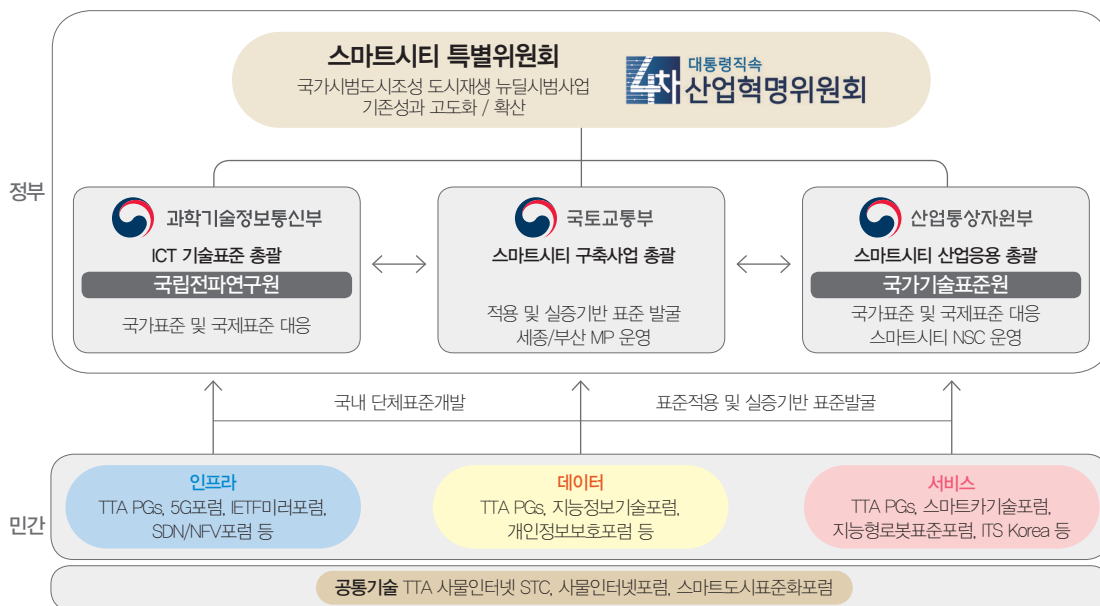 스마트시티 특별위원회
국가시범도시조성 도시재생 뉴딜시범사업
기존성과 고도화 / 확산
대통령직속
4차 산업혁명위원회
정부
과학기술정보통신부
ICT 기술표준 총괄
국립전파연구원
국가표준 및 국제표준 대응
국토교통부
스마트시티 구축사업 총괄
적용 및 실증기반 표준 발굴
세종/부산 MP 운영
산업통상자원부
스마트시티 산업응용 총괄
국가기술표준원
국가표준 및 국제표준 대응
스마트시티 NSC 운영
국내 단체표준개발
표준적용 및 실증기반 표준발굴
민간
인프라
TTA PGs, 5G포럼, IETF미러포럼,
SDN/NFV포럼 등
데이터
TTA PGs, 지능정보기술포럼,
개인정보보호포럼 등
서비스
TTA PGs, 스마트카기술포럼,
지능형로봇표준포럼, ITS Korea 등
공통기술 TTA 사물인터넷 STC, 사물인터넷포럼, 스마트도시표준화포럼